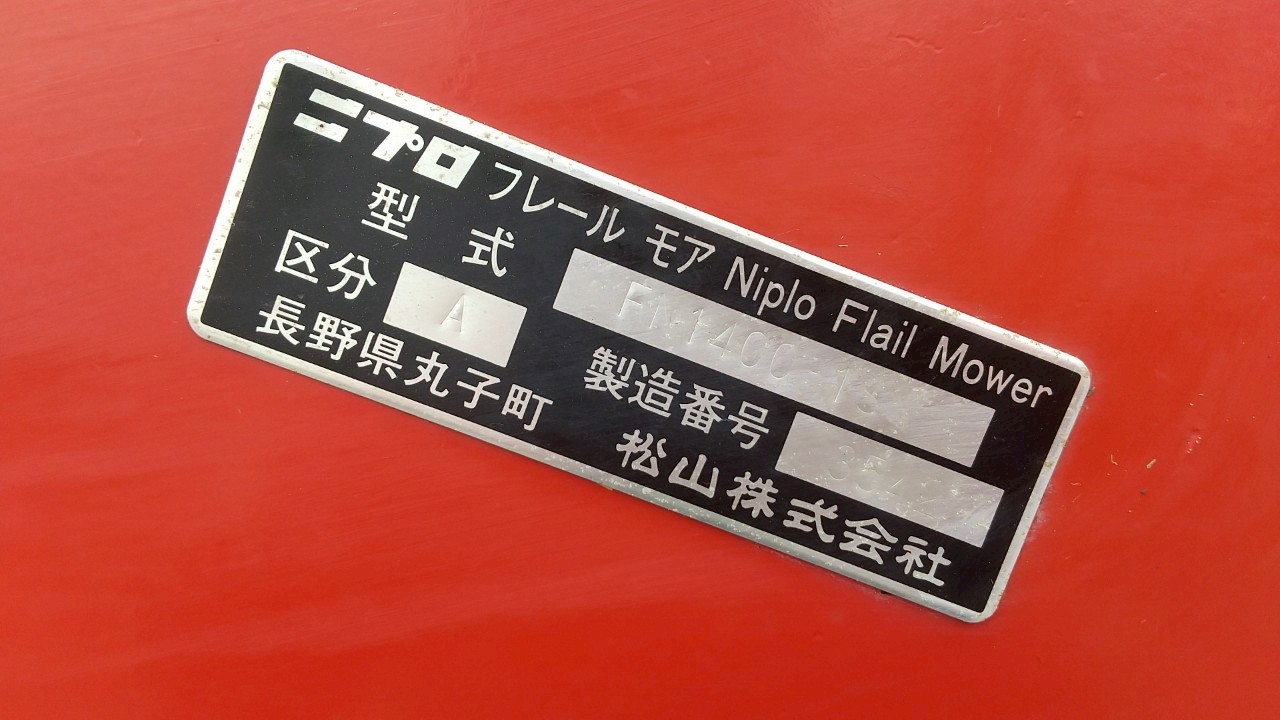 ニプロ フレール モア Niplo Flail Mower
型 式
区分 A 製造番号
長野県丸子町 松山株式会社